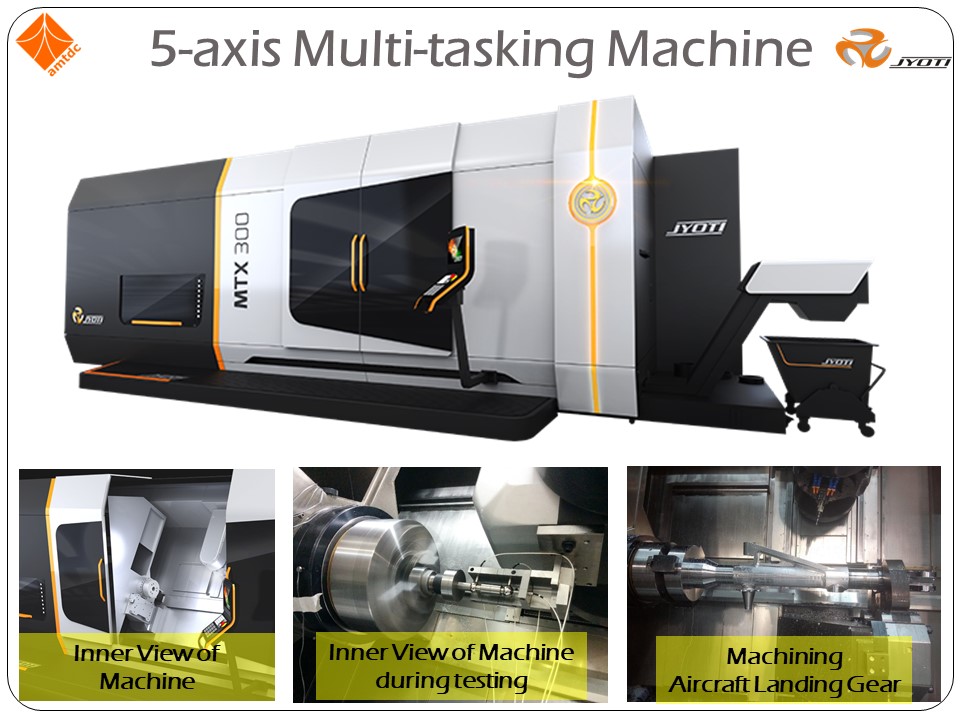 amtdc
5-axis Multi-tasking Machine
JYOTI
MTX 300
JYOTI
JYOTI
JYOTI
Inner View of
Machine
Inner View of Machine
during testing
Machining
Aircraft Landing Gear